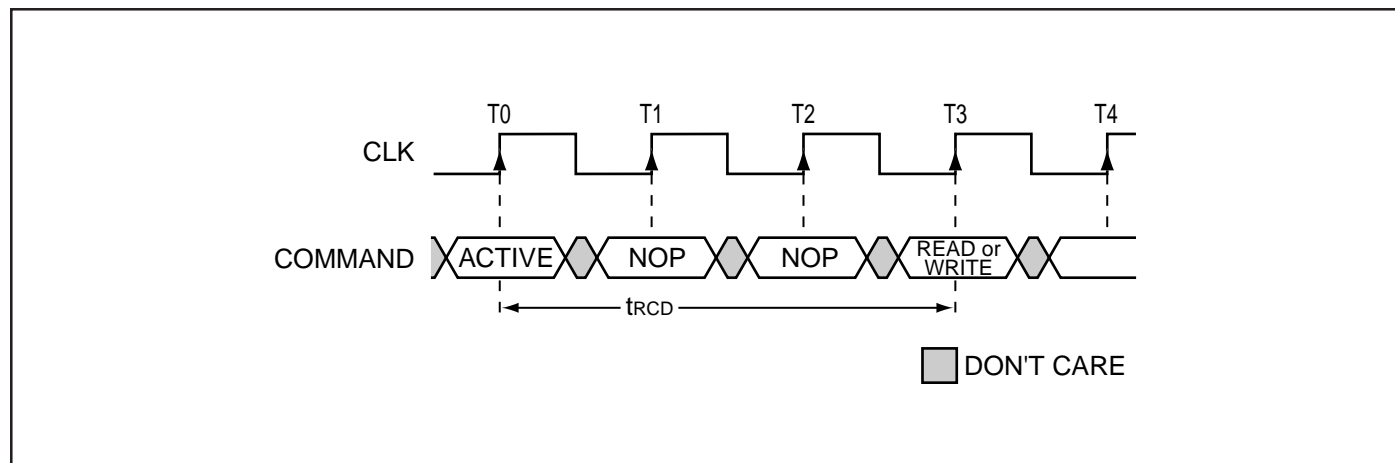 T0 T1 T2 T3 T4
CLK
COMMAND ACTIVE NOP NOP READ or
WRITE
tRCD
DON'T CARE